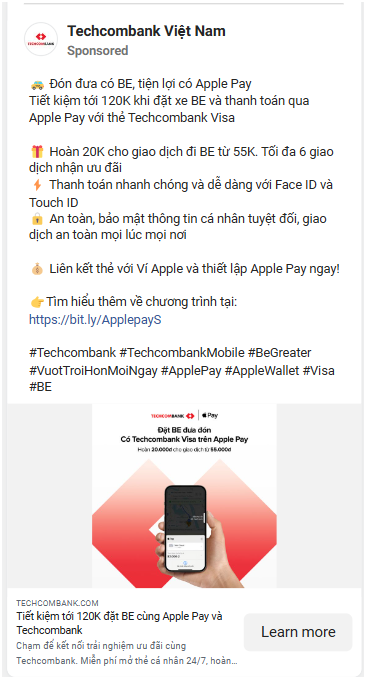 Techcombank Việt Nam
Sponsored
🚕 Đón đưa có BE, tiện lợi có Apple Pay
Tiết kiệm tới 120K khi đặt xe BE và thanh toán qua
Apple Pay với thẻ Techcombank Visa
🎁 Hoàn 20K cho giao dịch đi BE từ 55K. Tối đa 6 giao
dịch nhận ưu đãi
⚡ Thanh toán nhanh chóng và dễ dàng với Face ID và
Touch ID
🔒 An toàn, bảo mật thông tin cá nhân tuyệt đối, giao
dịch an toàn mọi lúc mọi nơi
💰 Liên kết thẻ với Ví Apple và thiết lập Apple Pay ngay!
👉 Tìm hiểu thêm về chương trình tại:
https://bit.ly/ApplepayS
#Techcombank #TechcombankMobile #BeGreater
#VuotTroiHonMoiNgay #ApplePay #AppleWallet #Visa
#BE
TECHCOMBANK Pay
Đặt BE đưa đón
Có Techcombank Visa trên Apple Pay
Hoàn 20.000đ cho giao dịch từ 55.000đ
TECHCOMBANK.COM
Tiết kiệm tới 120K đặt BE cùng Apple Pay và
Techcombank
Learn more
Chạm để kết nối trải nghiệm ưu đãi cùng
Techcombank. Miễn phí mở thẻ cá nhân 24/7, hoàn...